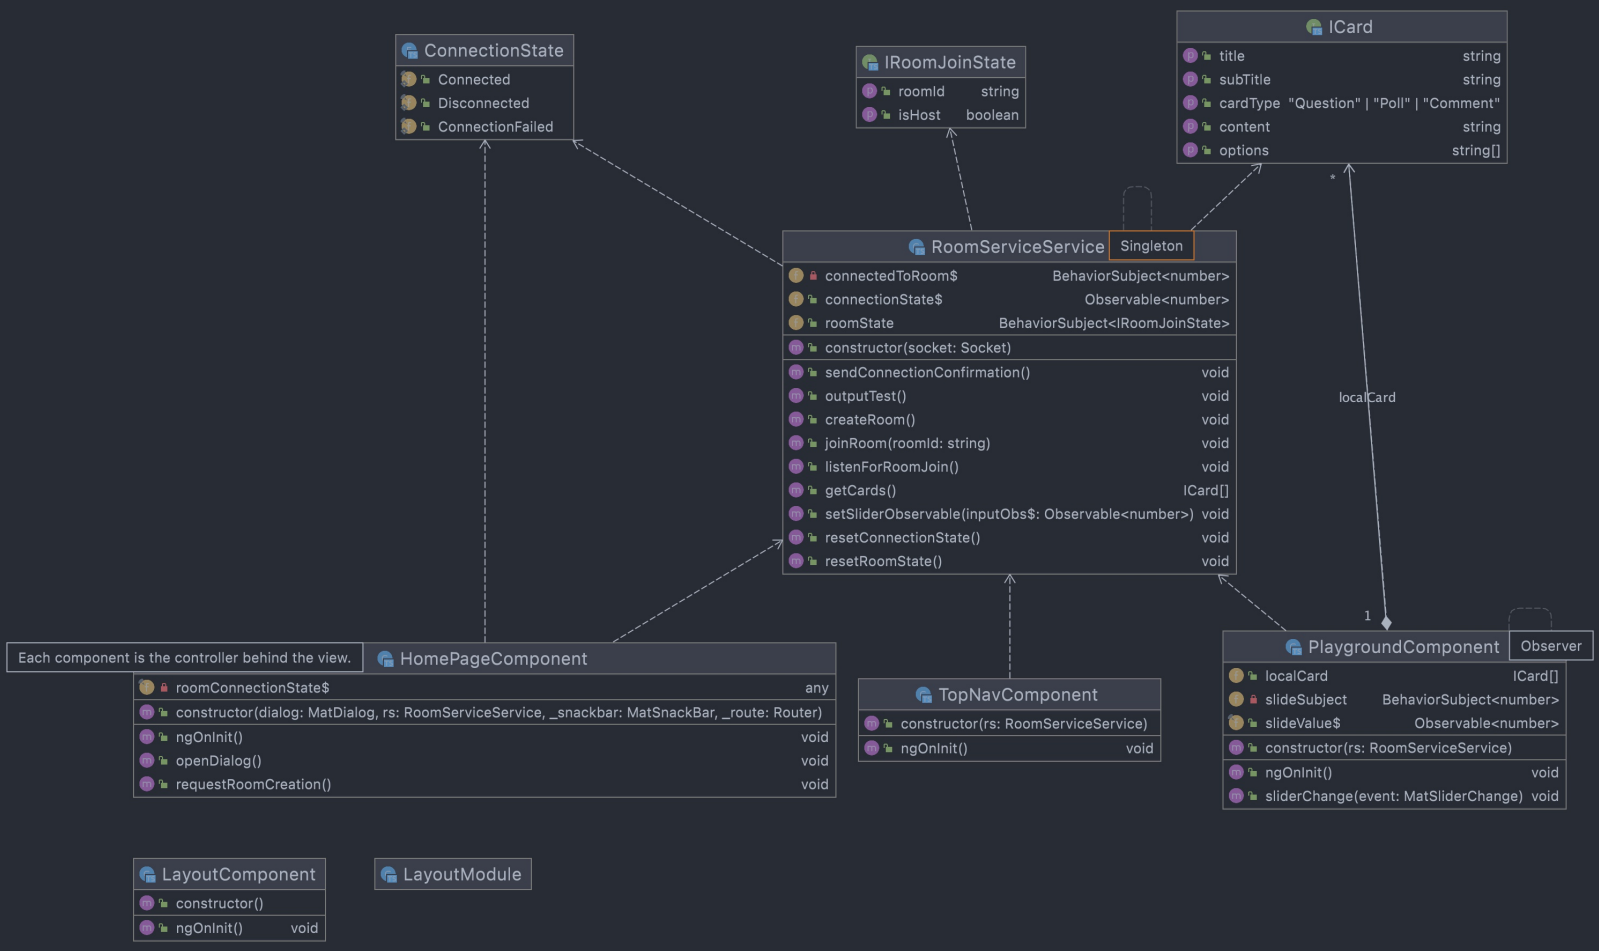 ConnectionState
Connected
Disconnected
ConnectionFailed
IRoomJoinState
roomId string
isHost boolean
ICard
title string
subTitle string
cardType "Question" | "Poll" | "Comment"
content string
options string[]
*
RoomServiceService
Singleton
connectedToRoom$ BehaviorSubject<number>
connectionState$ Observable<number>
roomState BehaviorSubject<IRoomJoinState>
constructor(socket: Socket)
sendConnectionConfirmation() void
outputTest() void
createRoom() void
joinRoom(roomId: string) void
listenForRoomJoin() void
getCards() ICard[]
setSliderObservable(inputObs$: Observable<number>) void
resetConnectionState() void
resetRoomState() void
localCard
1
Each component is the controller behind the view.
HomePageComponent
roomConnectionState$ any
constructor(dialog: MatDialog, rs: RoomServiceService, _snackbar: MatSnackBar, _route: Router)
ngOnInit() void
openDialog() void
requestRoomCreation() void
TopNavComponent
constructor(rs: RoomServiceService)
ngOnInit() void
PlaygroundComponent
Observer
localCard ICard[]
slideSubject BehaviorSubject<number>
slideValue$ Observable<number>
constructor(rs: RoomServiceService)
ngOnInit() void
sliderChange(event: MatSliderChange) void
LayoutComponent
constructor()
ngOnInit() void
LayoutModule